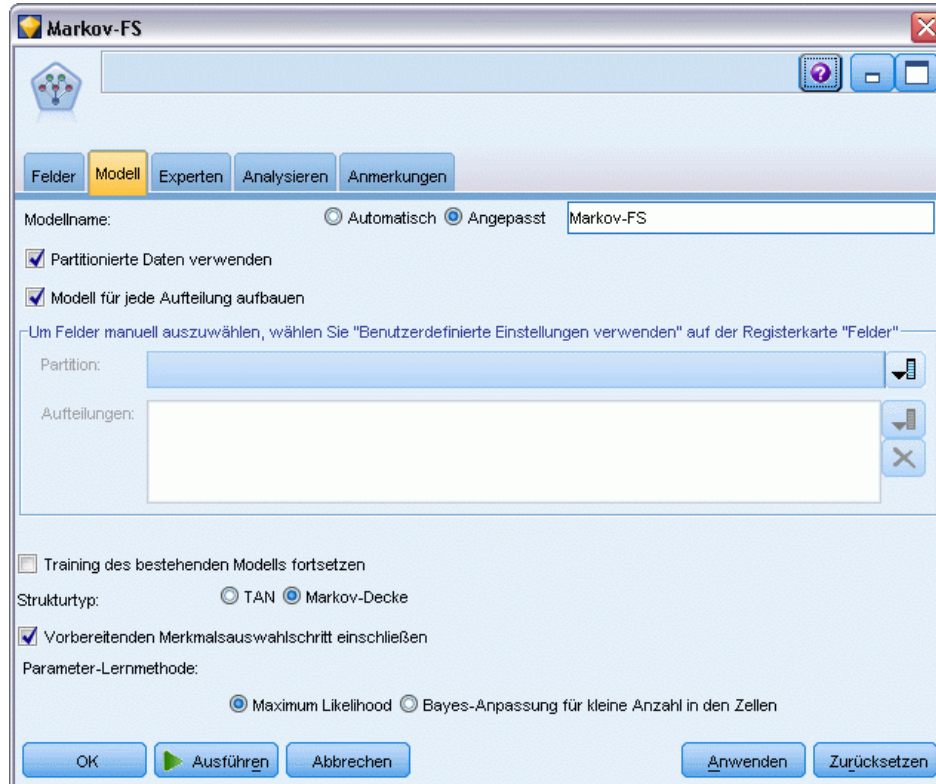 Markov-FS
Felder Modell Experten Analysieren Anmerkungen
Modellname: Automatisch Angepasst Markov-FS
Partitionierte Daten verwenden
Modell für jede Aufteilung aufbauen
Um Felder manuell auszuwählen, wählen Sie "Benutzerdefinierte Einstellungen verwenden" auf der Registerkarte "Felder"
Partition:
Aufteilungen:
Training des bestehenden Modells fortsetzen
Strukturtyp: TAN Markov-Decke
Vorbereitenden Merkmalsauswahlschritt einschließen
Parameter-Lernmethode:
Maximum Likelihood Bayes-Anpassung für kleine Anzahl in den Zellen
OK Ausführen Abbrechen Anwenden Zurücksetzen